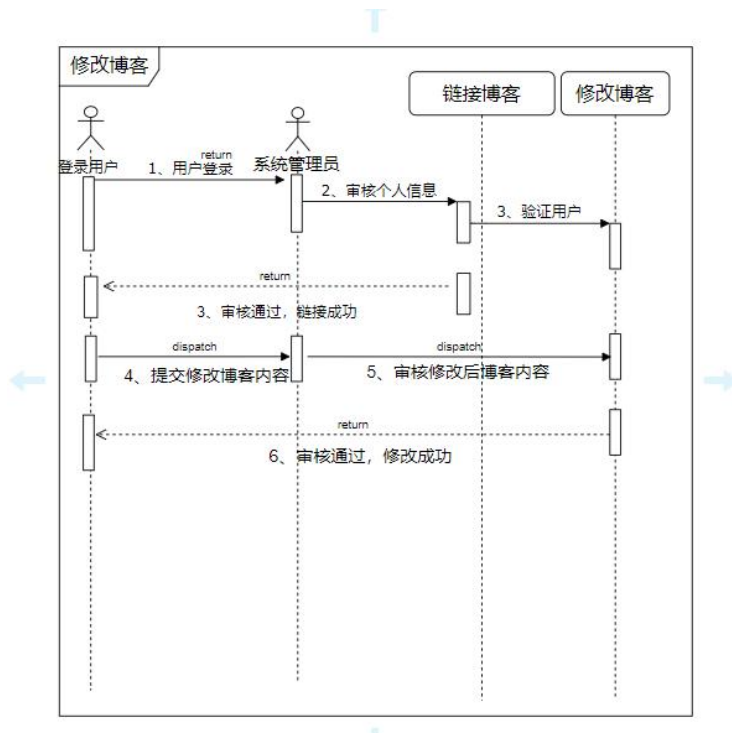 修改博客
链接博客
修改博客
登录用户
return
1、用户登录
系统管理员
2、审核个人信息
3、验证用户
return
3、审核通过，链接成功
dispatch
4、提交修改博客内容
dispatch
5、审核修改后博客内容
return
6、审核通过，修改成功